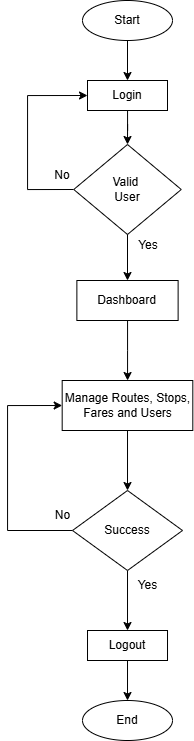 Start
Login
No
Valid
User
Yes
Dashboard
Manage Routes, Stops,
Fares and Users
No
Success
Yes
Logout
End